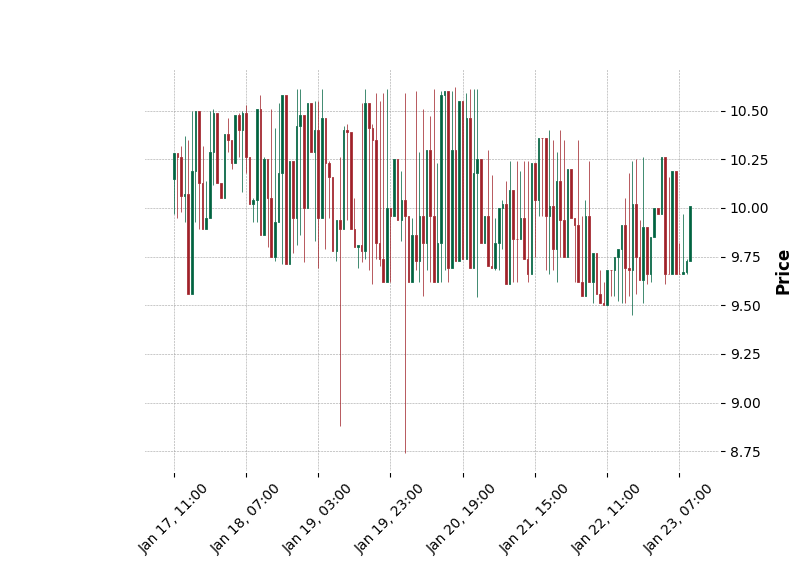 10.50
10.25
10.00
9.75
9.50
9.25
9.00
8.75
Price
Jan 17, 11:00
Jan 18, 07:00
Jan 19, 03:00
Jan 19, 23:00
Jan 20, 19:00
Jan 21, 15:00
Jan 22, 11:00
Jan 23, 07:00